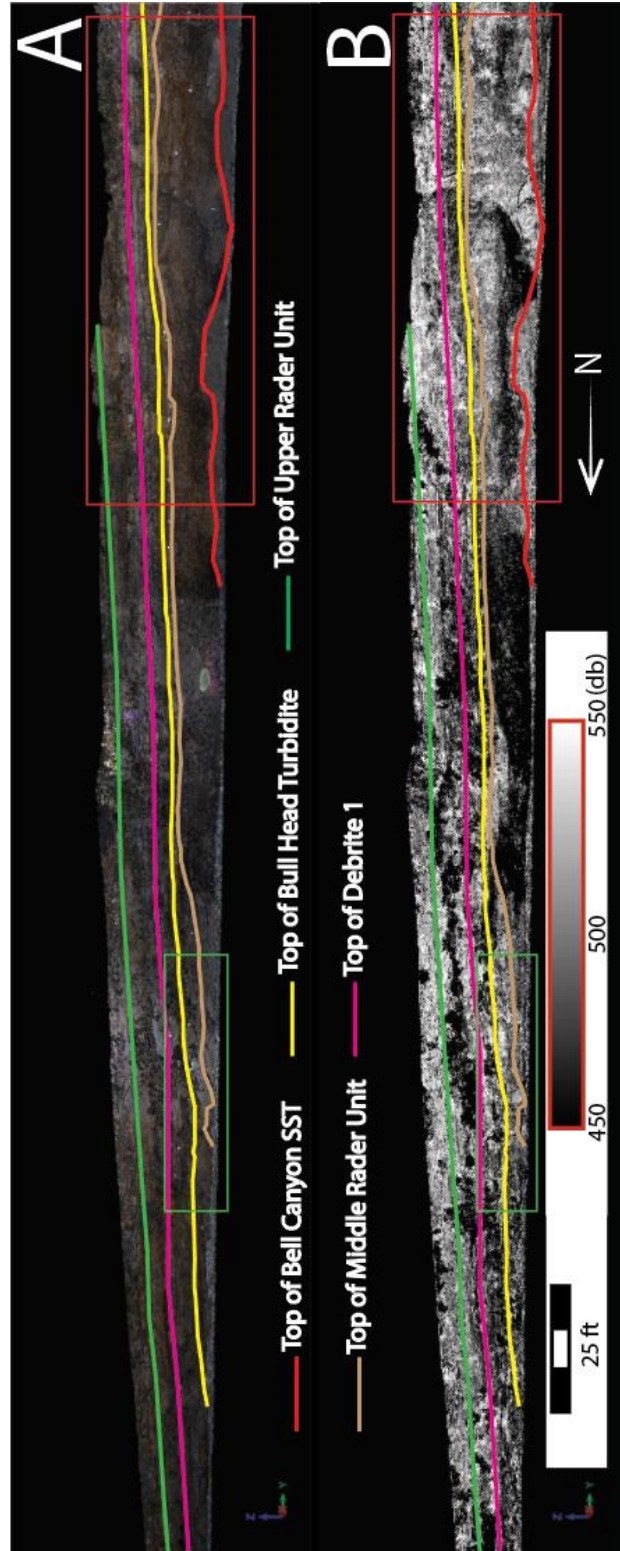 A
Top of Bell Canyon SST
Top of Bull Head Turbidite
Top of Upper Rader Unit
Top of Middle Rader Unit
Top of Debrite 1
B
25 ft
450
500
550 (db)
N
Z
Y
Z
Y